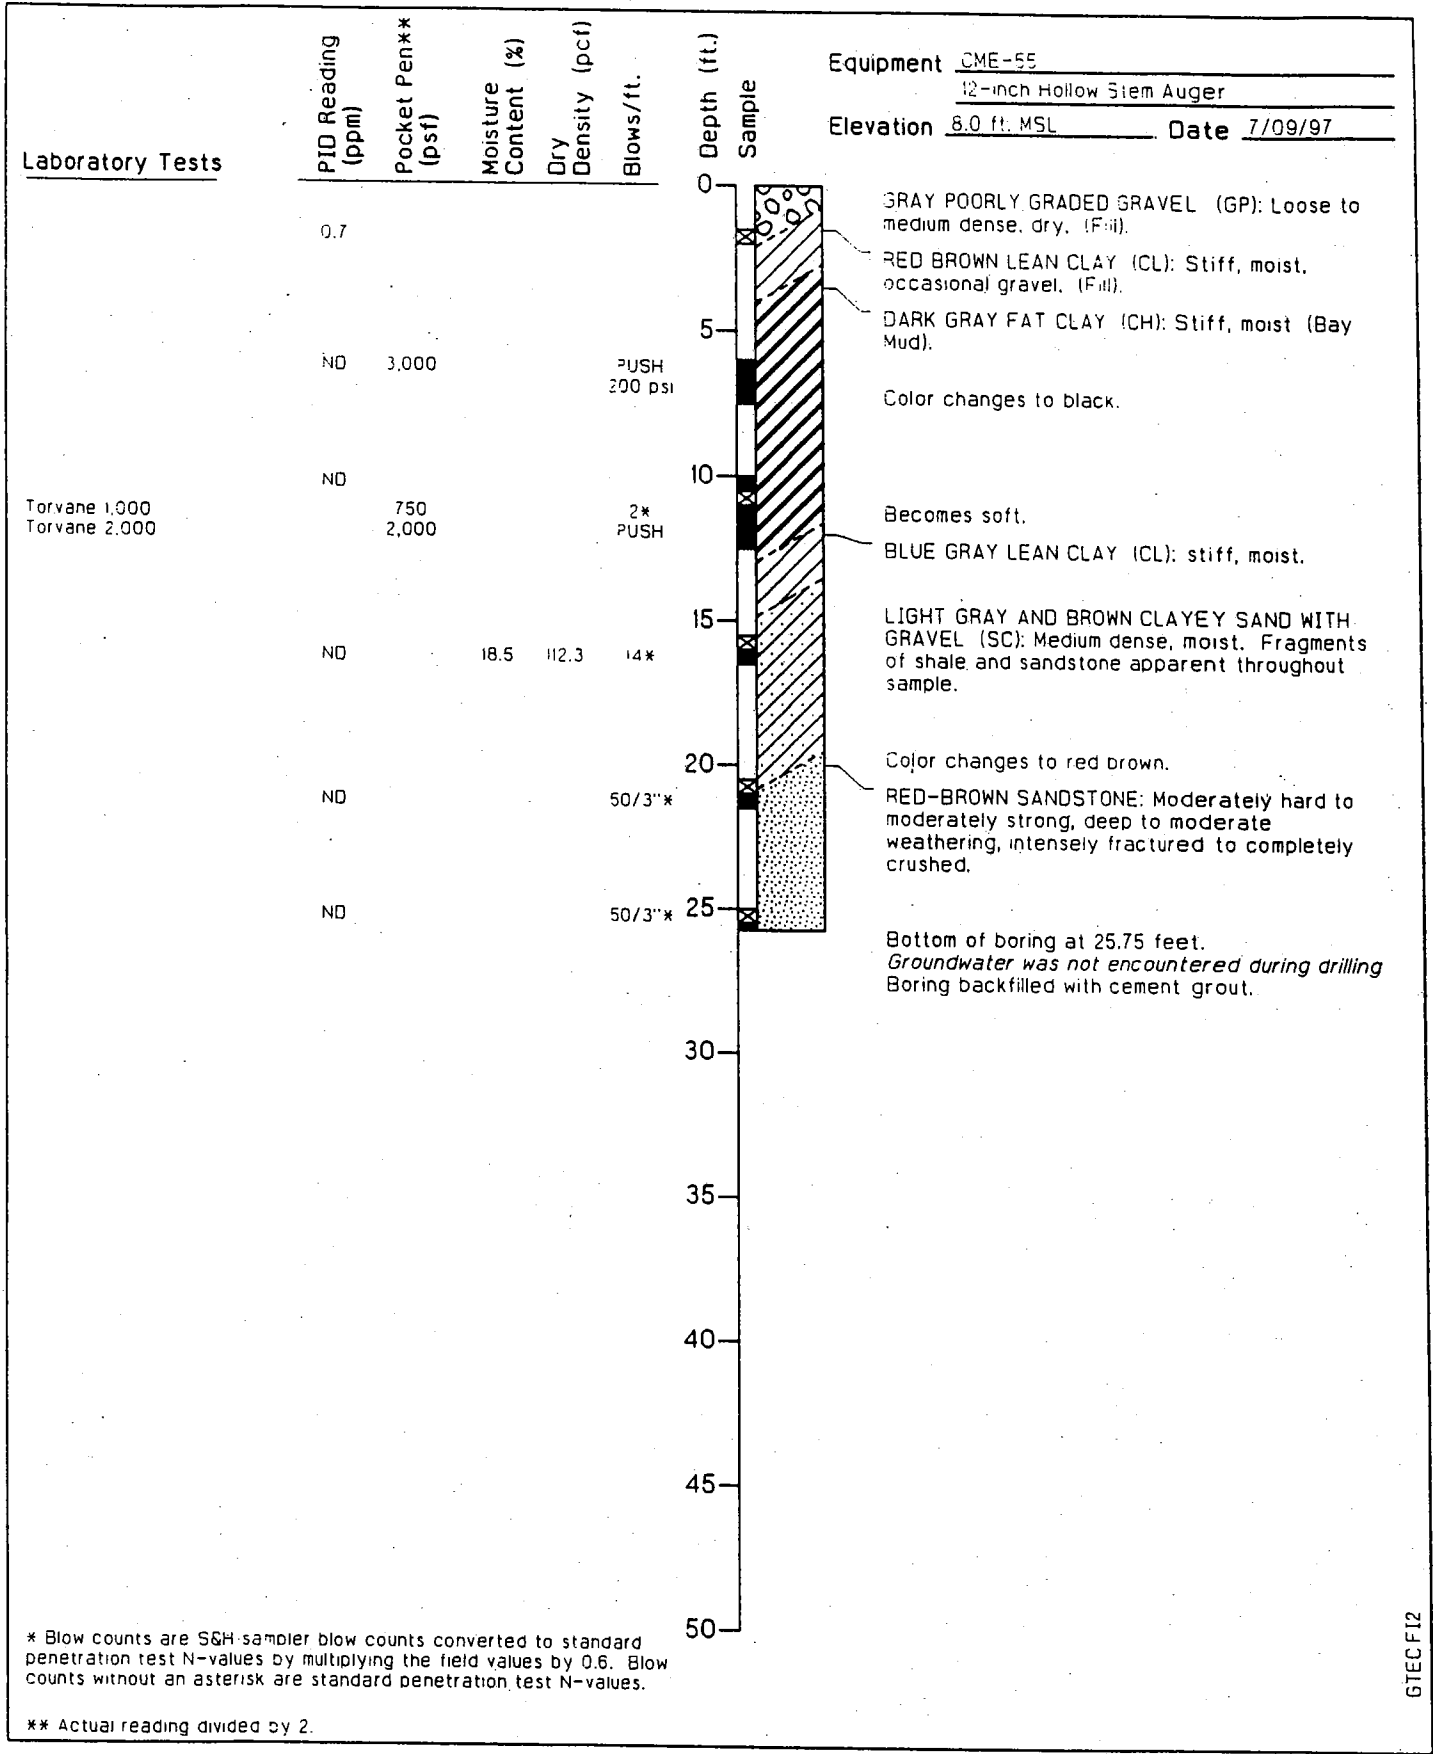 Equipment CME-55
12-inch Hollow Stem Auger
Elevation 8.0 ft. MSL Date 7/09/97
Laboratory Tests
PID Reading (ppm)
Pocket Pen** (psf)
Moisture Content (%)
Dry Density (pcf)
Blows/ft.
Depth (ft.)
Sample
0
GRAY POORLY GRADED GRAVEL (GP): Loose to
medium dense, dry, (Fill).
0.7
RED BROWN LEAN CLAY (CL): Stiff, moist,
occasional gravel, (Fill).
DARK GRAY FAT CLAY (CH): Stiff, moist (Bay
Mud).
5
ND 3,000 PUSH
200 psi
Color changes to black.
10
ND
Torvane 1,000 750 2*
Torvane 2,000 2,000 PUSH
Becomes soft.
BLUE GRAY LEAN CLAY (CL): stiff, moist.
15
LIGHT GRAY AND BROWN CLAYEY SAND WITH
GRAVEL (SC): Medium dense, moist. Fragments
of shale and sandstone apparent throughout
sample.
ND 18.5 112.3 14*
20
Color changes to red brown.
ND 50/3"*
RED-BROWN SANDSTONE: Moderately hard to
moderately strong, deep to moderate
weathering, intensely fractured to completely
crushed.
ND 50/3"* 25
Bottom of boring at 25.75 feet.
Groundwater was not encountered during drilling
Boring backfilled with cement grout.
30
35
40
45
50
* Blow counts are S&H sampler blow counts converted to standard
penetration test N-values by multiplying the field values by 0.6. Blow
counts without an asterisk are standard penetration test N-values.
** Actual reading divided by 2.
GTECF12